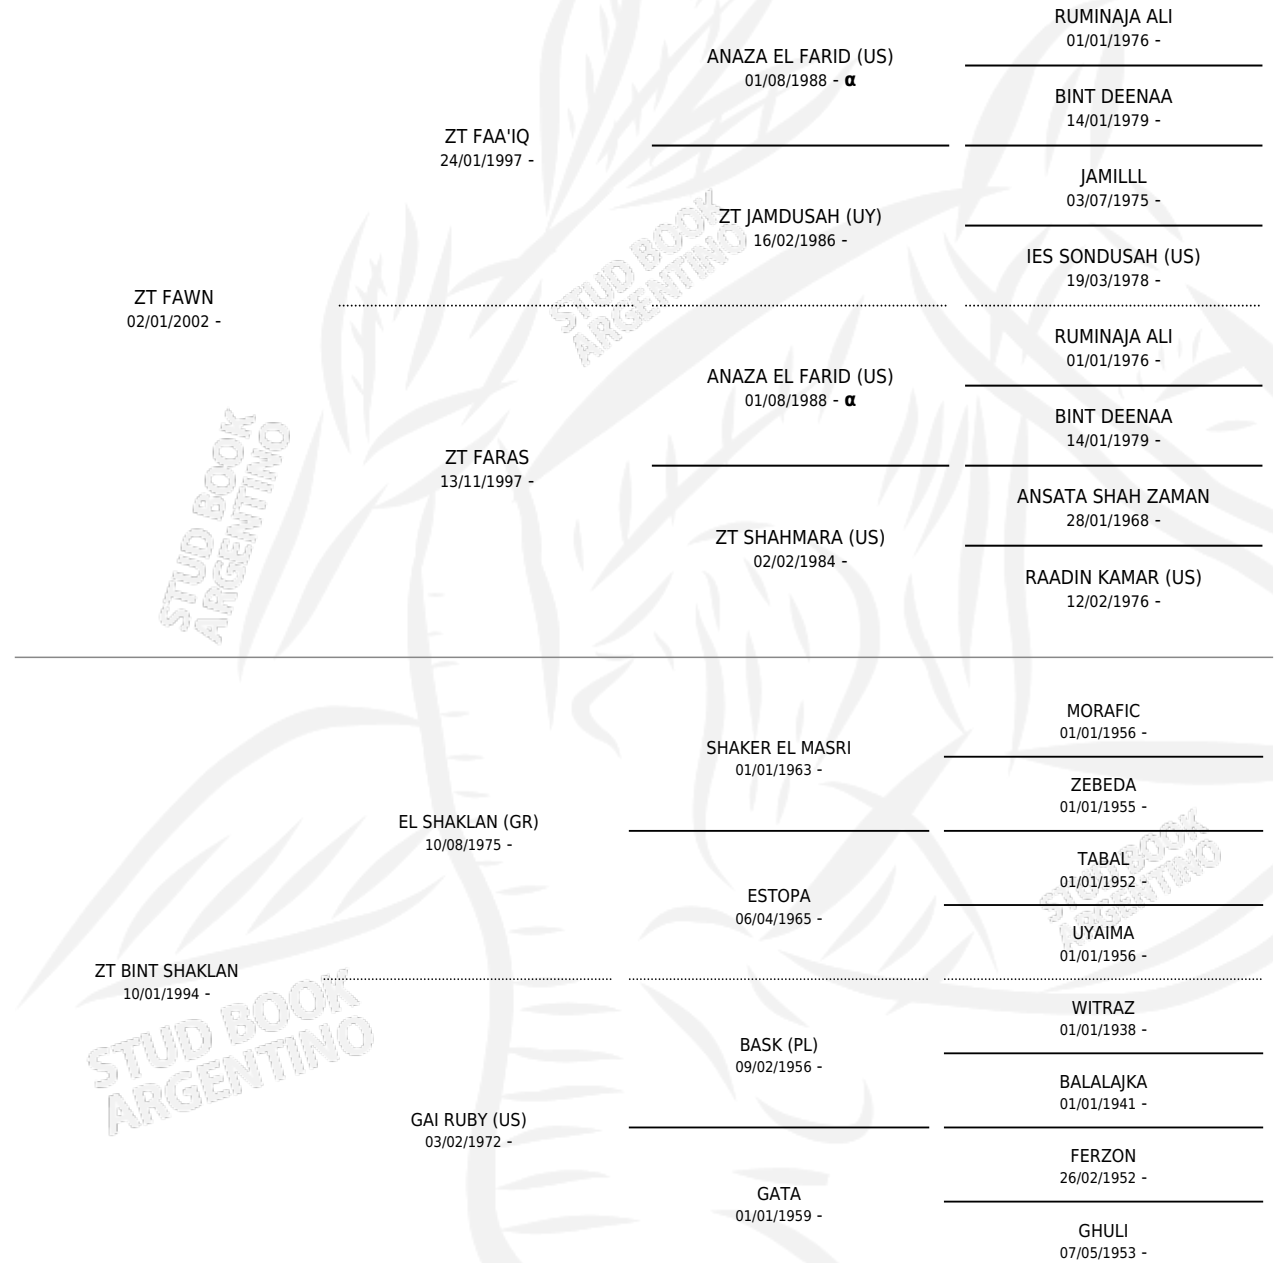 RUMINAJA ALI
01/01/1976 -
ANAZA EL FARID (US)
01/08/1988 - α
BINT DEENAA
14/01/1979 -
ZT FAA'IQ
24/01/1997 -
JAMILLL
03/07/1975 -
ZT JAMDUSAH (UY)
16/02/1986 -
IES SONDUSAH (US)
19/03/1978 -
ZT FAWN
02/01/2002 -
STUD BOOK
ARGENTINO
RUMINAJA ALI
01/01/1976 -
ANAZA EL FARID (US)
01/08/1988 - α
BINT DEENAA
14/01/1979 -
ZT FARAS
13/11/1997 -
ANSATA SHAH ZAMAN
28/01/1968 -
ZT SHAHMARA (US)
02/02/1984 -
RAADIN KAMAR (US)
12/02/1976 -
STUD BOOK
ARGENTINO
MORAFIC
01/01/1956 -
SHAKER EL MASRI
01/01/1963 -
ZEBEDA
01/01/1955 -
EL SHAKLAN (GR)
10/08/1975 -
TABAL
01/01/1952 -
ESTOPA
06/04/1965 -
UYAIMA
01/01/1956 -
STUD BOOK
ARGENTINO
ZT BINT SHAKLAN
10/01/1994 -
WITRAZ
01/01/1938 -
BASK (PL)
09/02/1956 -
BALALAJKA
01/01/1941 -
GAI RUBY (US)
03/02/1972 -
FERZON
26/02/1952 -
GATA
01/01/1959 -
GHULI
07/05/1953 -
STUD BOOK
ARGENTINO